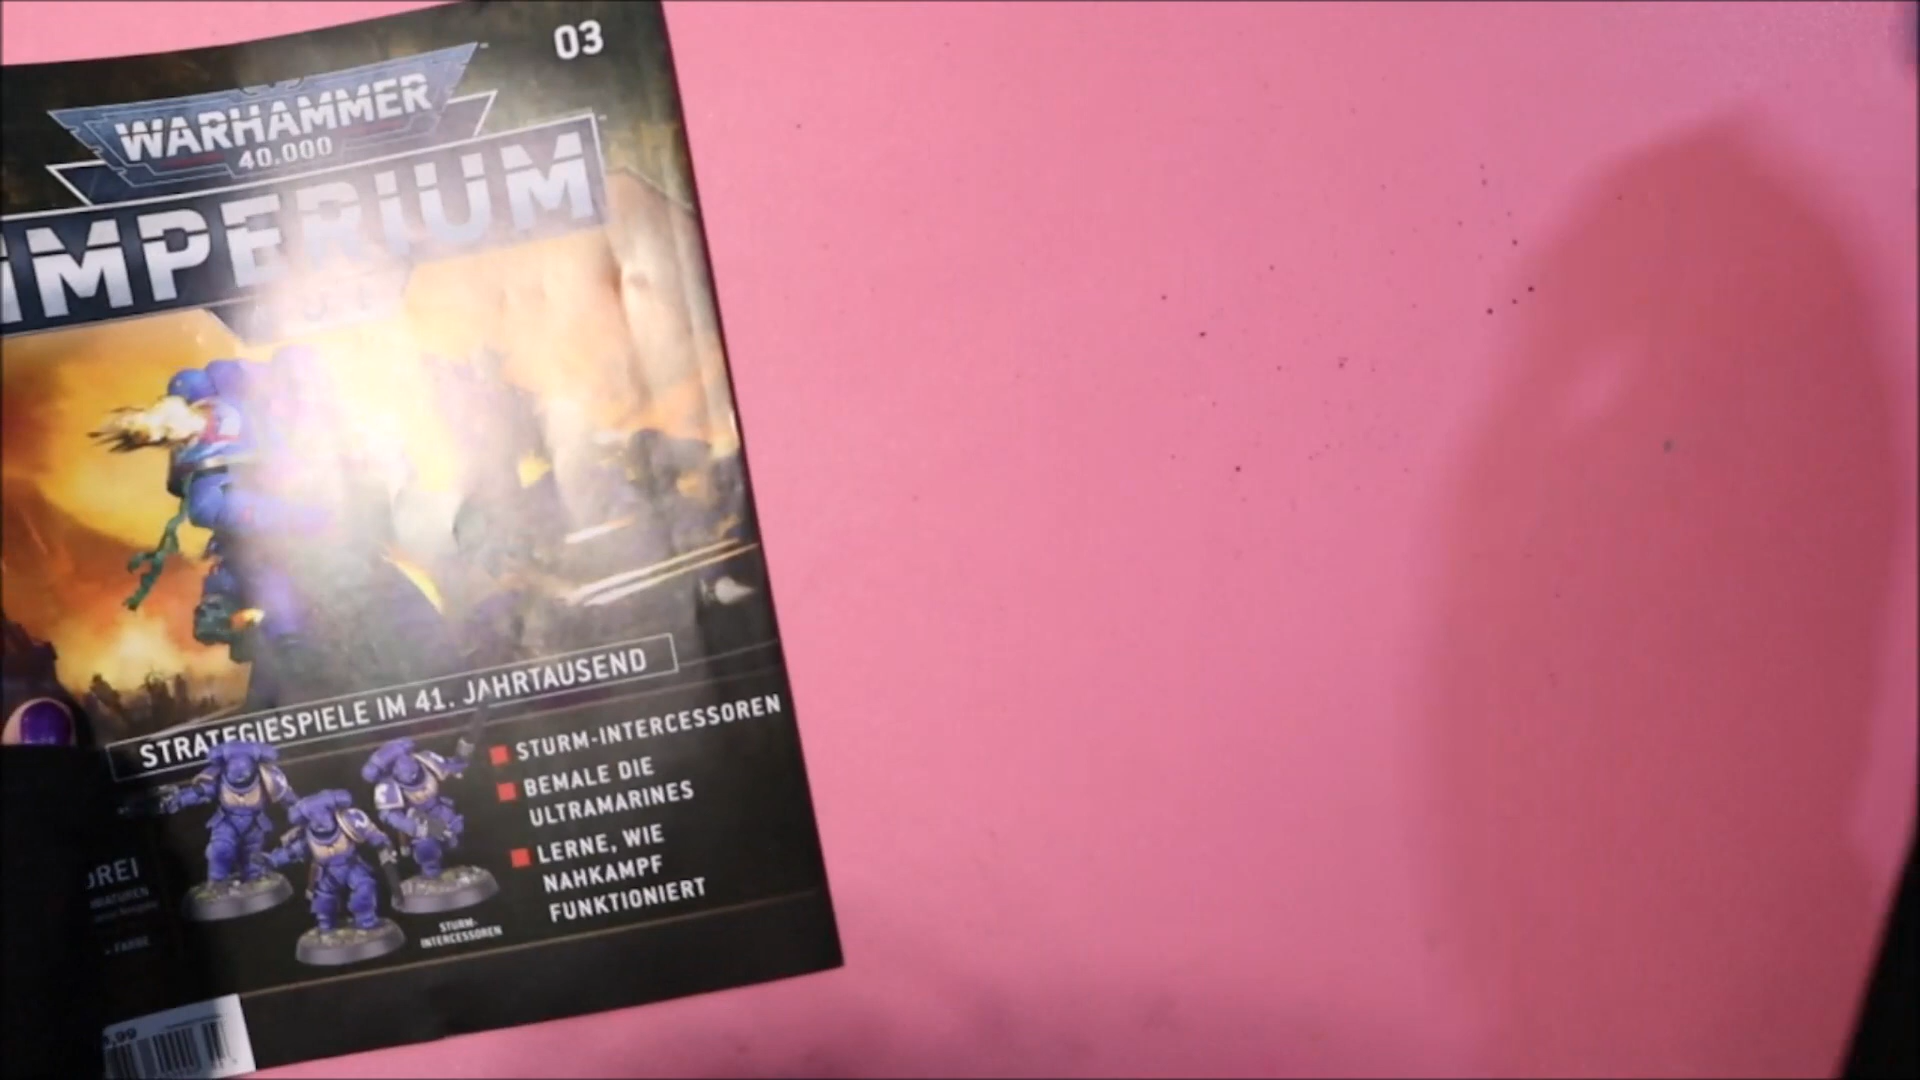 03
WARHAMMER
40.000
IMPERIUM
STRATEGIESPIELE IM 41. JAHRTAUSEND
STURM-INTERCESSOREN
BEMALE DIE
ULTRAMARINES
LERNE, WIE
NAHKAMPF
FUNKTIONIERT
STURM-
INTERCESSOREN
+ FARBE